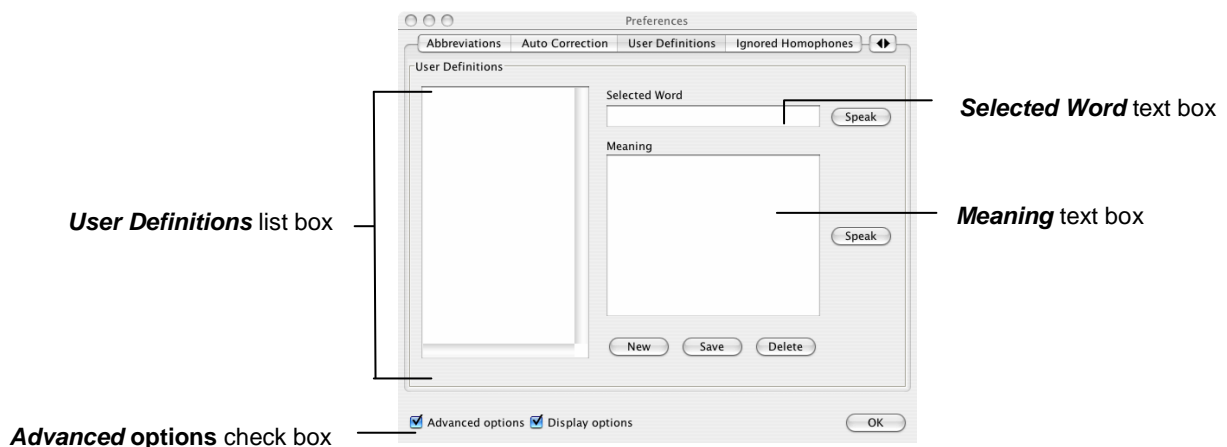 Preferences
Abbreviations Auto Correction User Definitions Ignored Homophones
User Definitions
Selected Word
Speak
Selected Word text box
Meaning
User Definitions list box
Meaning text box
Speak
New Save Delete
Advanced options Display options OK
Advanced options check box